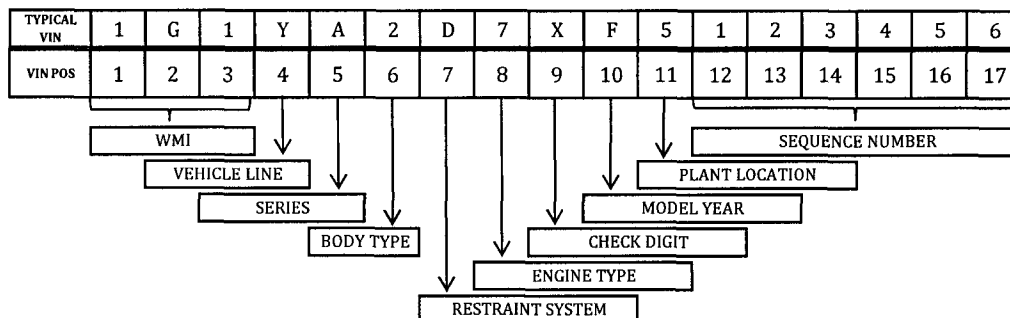 TYPICAL VIN 1 G 1 Y A 2 D 7 X F 5 1 2 3 4 5 6
VIN POS 1 2 3 4 5 6 7 8 9 10 11 12 13 14 15 16 17
WMI SEQUENCE NUMBER
VEHICLE LINE PLANT LOCATION
SERIES MODEL YEAR
BODY TYPE CHECK DIGIT
ENGINE TYPE
RESTRAINT SYSTEM